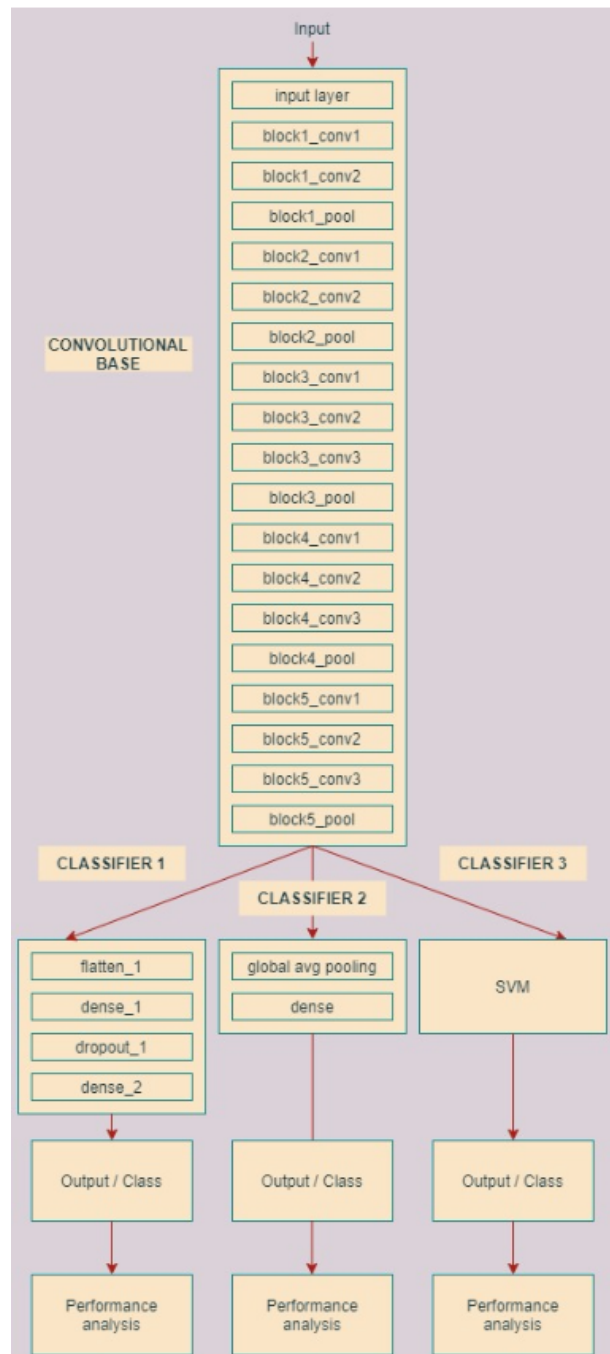 Input
input layer
block1_conv1
block1_conv2
block1_pool
block2_conv1
block2_conv2
block2_pool
CONVOLUTIONAL
BASE
block3_conv1
block3_conv2
block3_conv3
block3_pool
block4_conv1
block4_conv2
block4_conv3
block4_pool
block5_conv1
block5_conv2
block5_conv3
block5_pool
CLASSIFIER 1
flatten_1
dense_1
dropout_1
dense_2
Output / Class
Performance
analysis
CLASSIFIER 2
global avg pooling
dense
Output / Class
Performance
analysis
CLASSIFIER 3
SVM
Output / Class
Performance
analysis